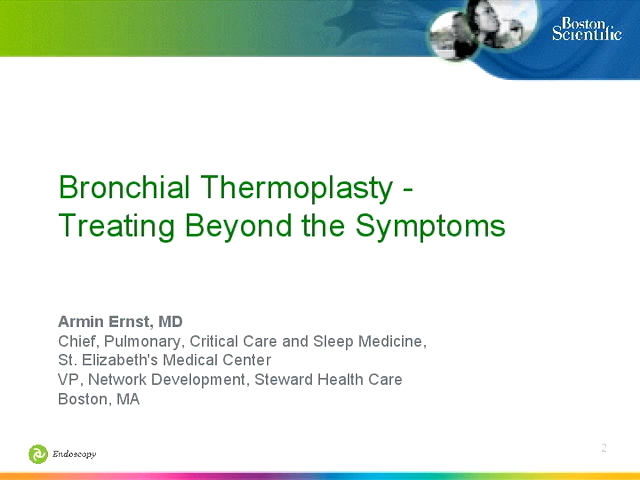 Boston
Scientific
Bronchial Thermoplasty -
Treating Beyond the Symptoms
Armin Ernst, MD
Chief, Pulmonary, Critical Care and Sleep Medicine,
St. Elizabeth's Medical Center
VP, Network Development, Steward Health Care
Boston, MA
Endoscopy
2